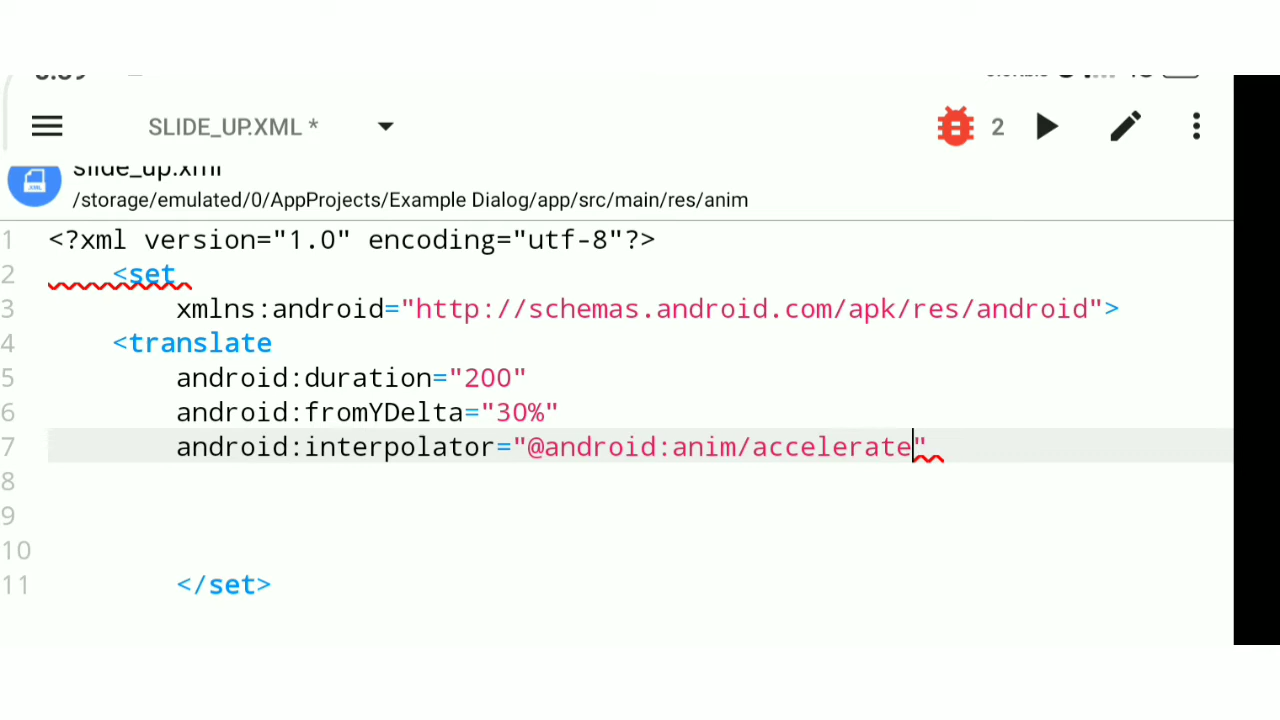 SLIDE_UP.XML *
2
slide_up.xml
/storage/emulated/0/AppProjects/Example Dialog/app/src/main/res/anim
1 <?xml version="1.0" encoding="utf-8"?>
2 <set
3 xmlns:android="http://schemas.android.com/apk/res/android">
4 <translate
5 android:duration="200"
6 android:fromYDelta="30%"
7 android:interpolator="@android:anim/accelerate"
8
9
10
11 </set>